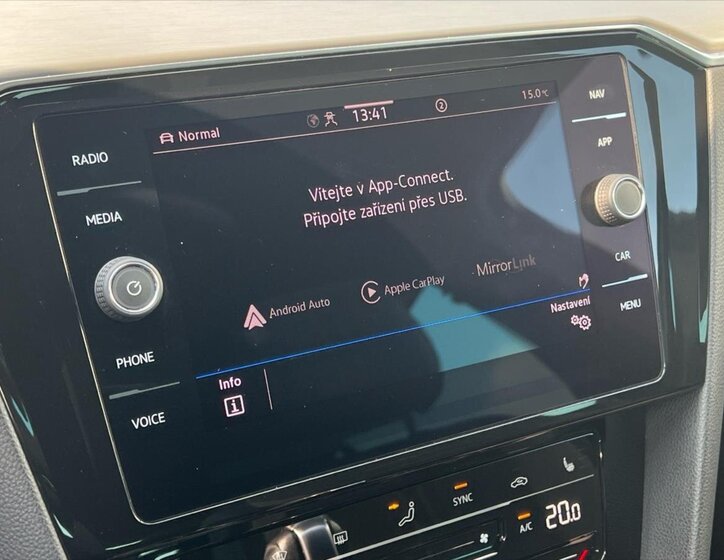 RADIO
MEDIA
PHONE
VOICE
Normal
13:41
2
15.0°C
Vítejte v App-Connect.
Připojte zařízení přes USB.
Android Auto
Apple CarPlay
MirrorLink
Info
i
Nastavení
NAV
APP
CAR
MENU
SYNC
A/C
20.0